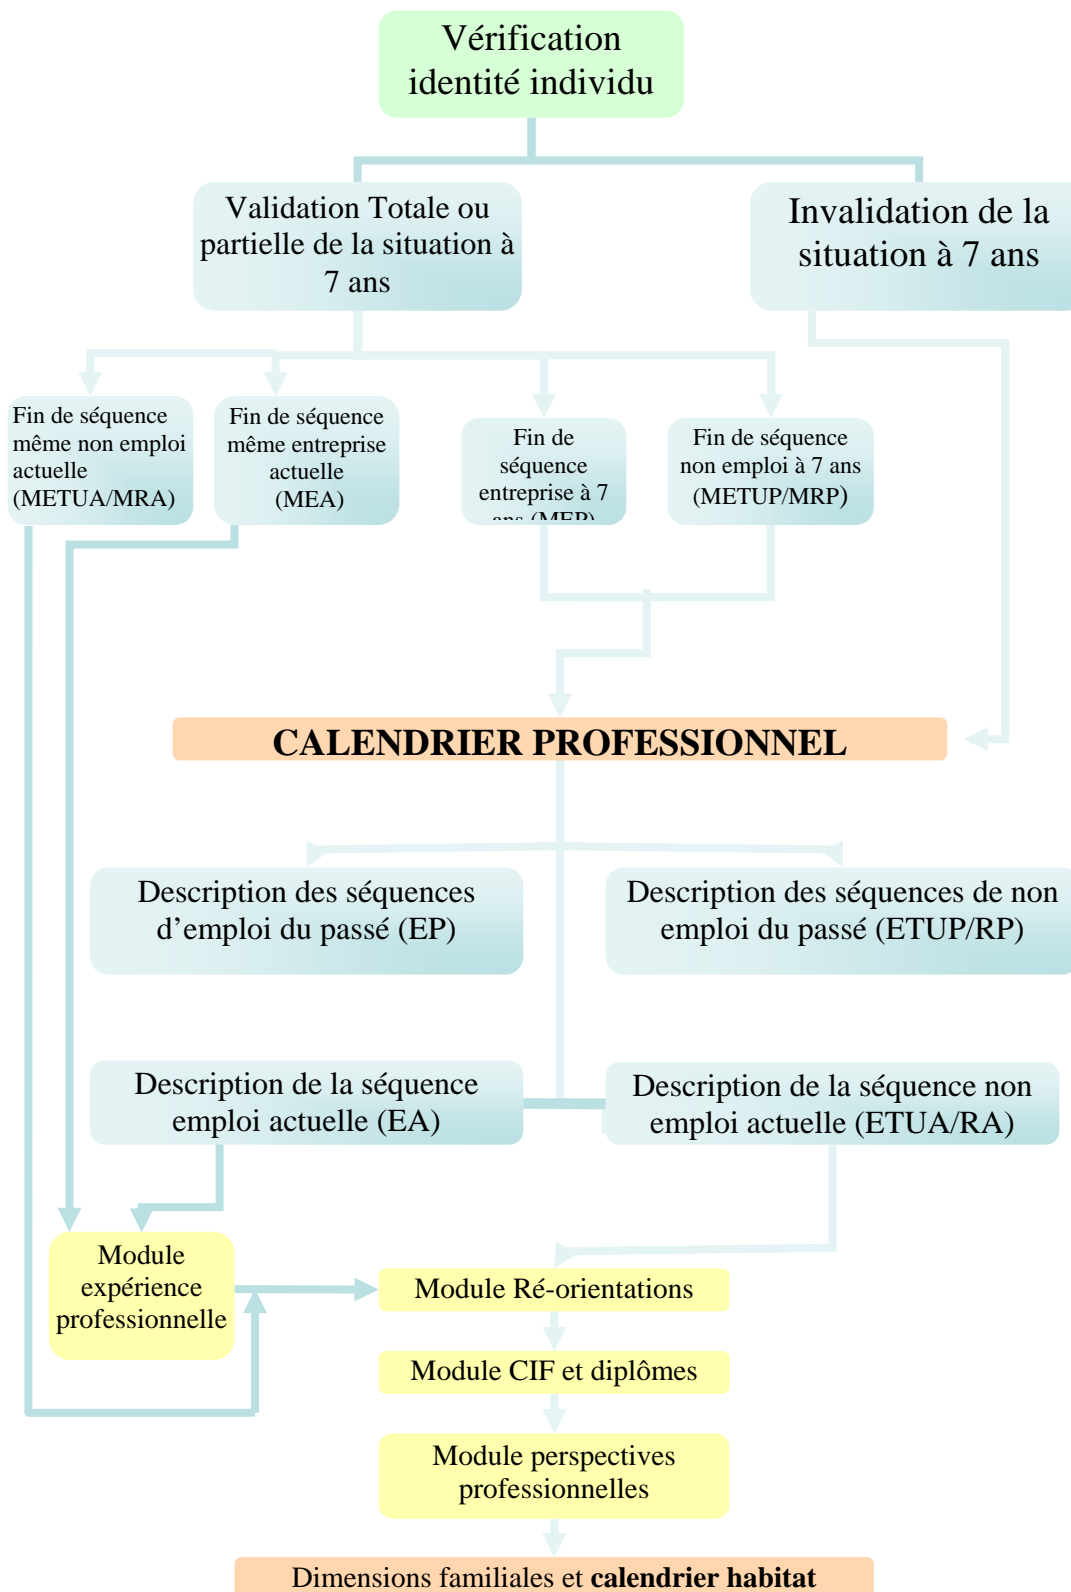 Vérification
identité individu
Validation Totale ou
partielle de la situation à
7 ans
Invalidation de la
situation à 7 ans
Fin de séquence
même non emploi
actuelle
(METUA/MRA)
Fin de séquence
même entreprise
actuelle
(MEA)
Fin de
séquence
entreprise à 7
ans (MEP)
Fin de séquence
non emploi à 7 ans
(METUP/MRP)
CALENDRIER PROFESSIONNEL
Description des séquences
d’emploi du passé (EP)
Description des séquences de non
emploi du passé (ETUP/RP)
Description de la séquence
emploi actuelle (EA)
Description de la séquence non
emploi actuelle (ETUA/RA)
Module
expérience
professionnelle
Module Ré-orientations
Module CIF et diplômes
Module perspectives
professionnelles
Dimensions familiales et calendrier habitat